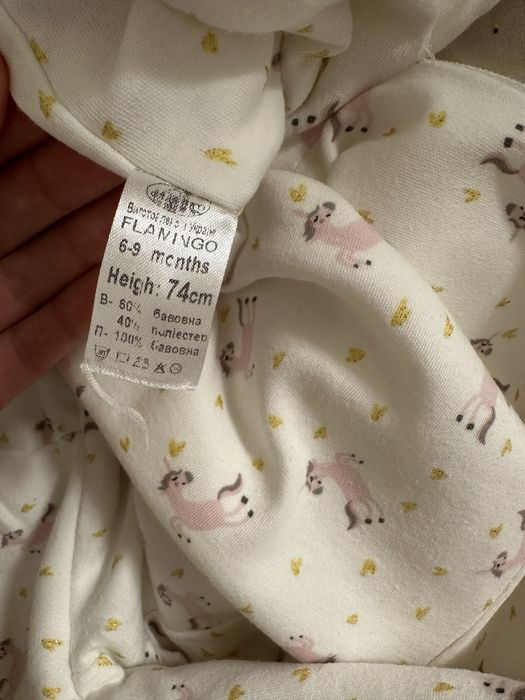 Виготовлено в Україні
FLAMINGO
6-9 months
Heigh: 74cm
В- 60% бавовна
40% поліестер
П- 100% бавовна